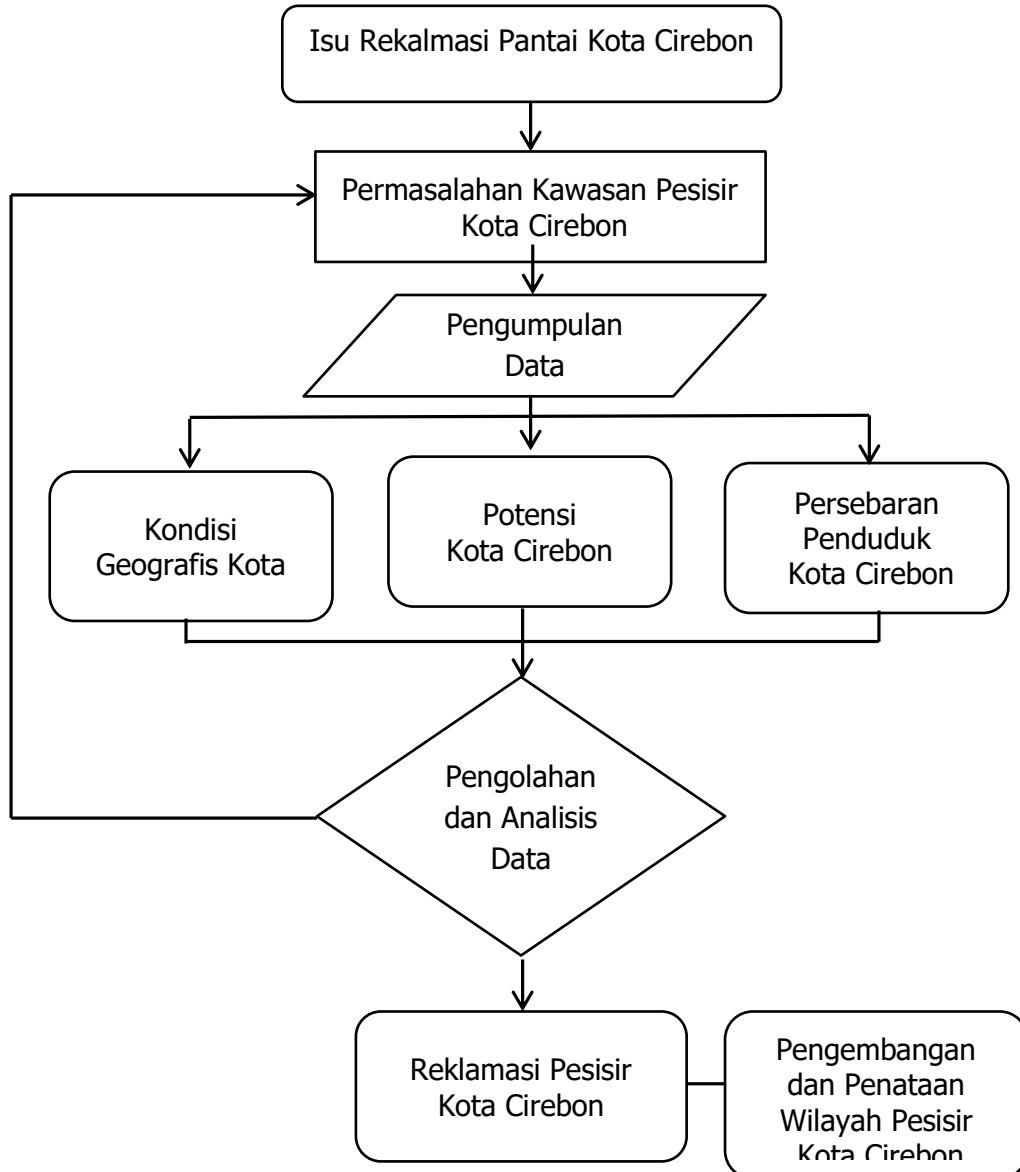 Isu Rekalmasi Pantai Kota Cirebon
Permasalahan Kawasan Pesisir
Kota Cirebon
Pengumpulan
Data
Kondisi
Geografis Kota
Potensi
Kota Cirebon
Persebaran
Penduduk
Kota Cirebon
Pengolahan
dan Analisis
Data
Reklamasi Pesisir
Kota Cirebon
Pengembangan
dan Penataan
Wilayah Pesisir
Kota Cirebon